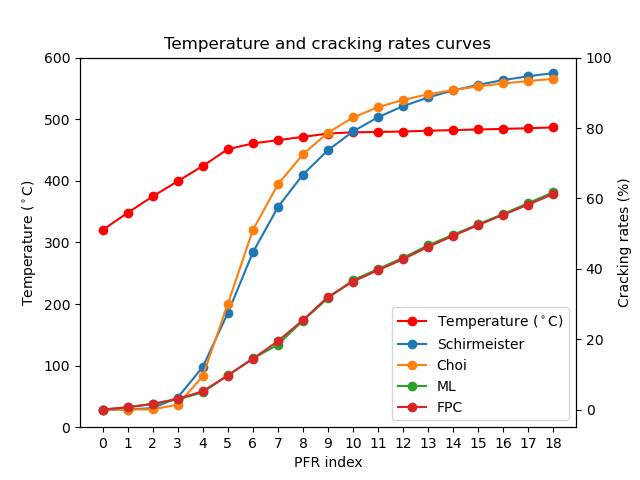 Temperature and cracking rates curves
Temperature (°C)
600
500
400
300
200
100
0
100
80
60
40
20
0
Cracking rates (%)
Temperature (°C)
Schirmeister
Choi
ML
FPC
0 1 2 3 4 5 6 7 8 9 10 11 12 13 14 15 16 17 18
PFR index